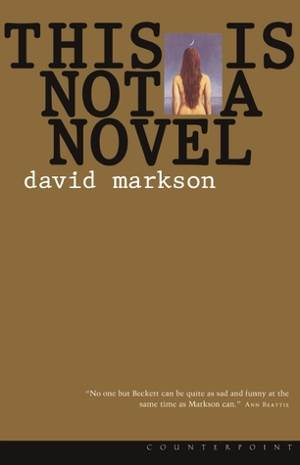 THIS IS
NOT A
NOVEL
david markson
"No one but Beckett can be quite as sad and funny at the
same time as Markson can." ANN BEATTIE
COUNTERPOINT